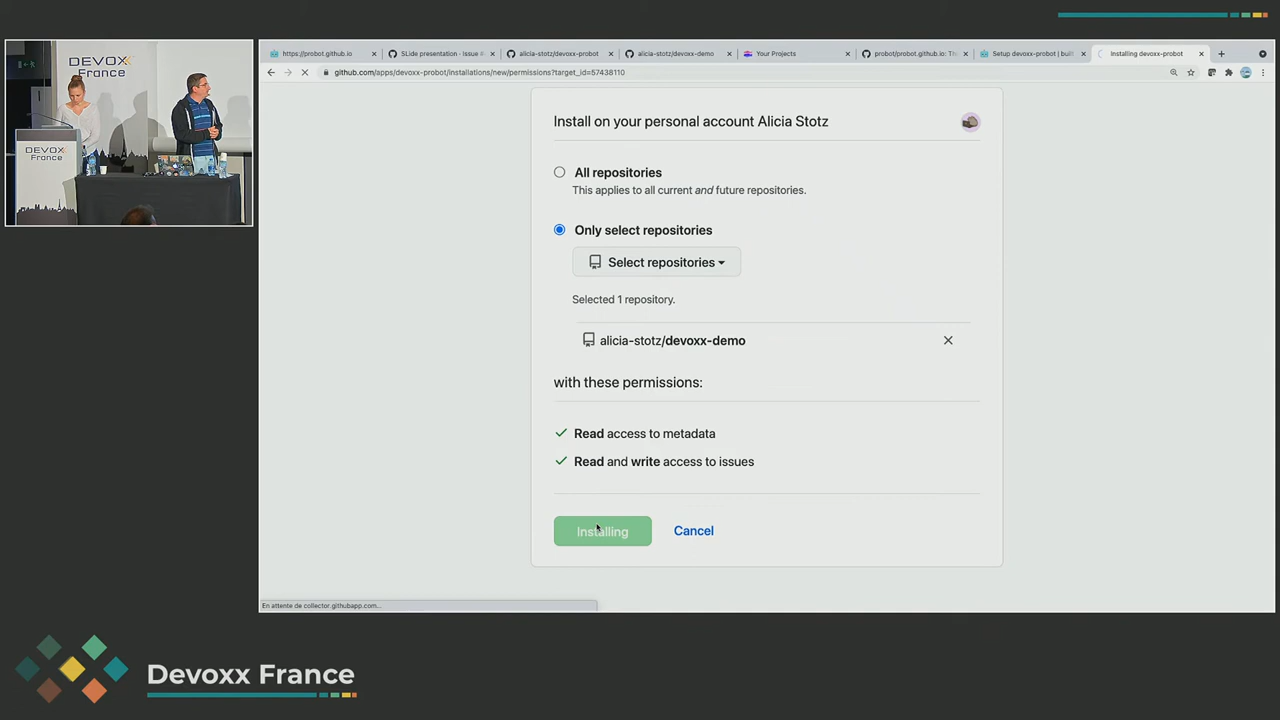 DEVOXX
France
DEVOXX
France
https://probot.github.io
SLide presentation · Issue #
alicia-stotz/devoxx-probot
alicia-stotz/devoxx-demo
Your Projects
probot/probot.github.io: Th
Setup devoxx-probot | built
Installing devoxx-probot
github.com/apps/devoxx-probot/installations/new/permissions?target_id=57438110
Install on your personal account Alicia Stotz
All repositories
This applies to all current and future repositories.
Only select repositories
Select repositories
Selected 1 repository.
alicia-stotz/devoxx-demo
with these permissions:
Read access to metadata
Read and write access to issues
Installing
Cancel
En attente de collector.githubapp.com...
Devoxx France